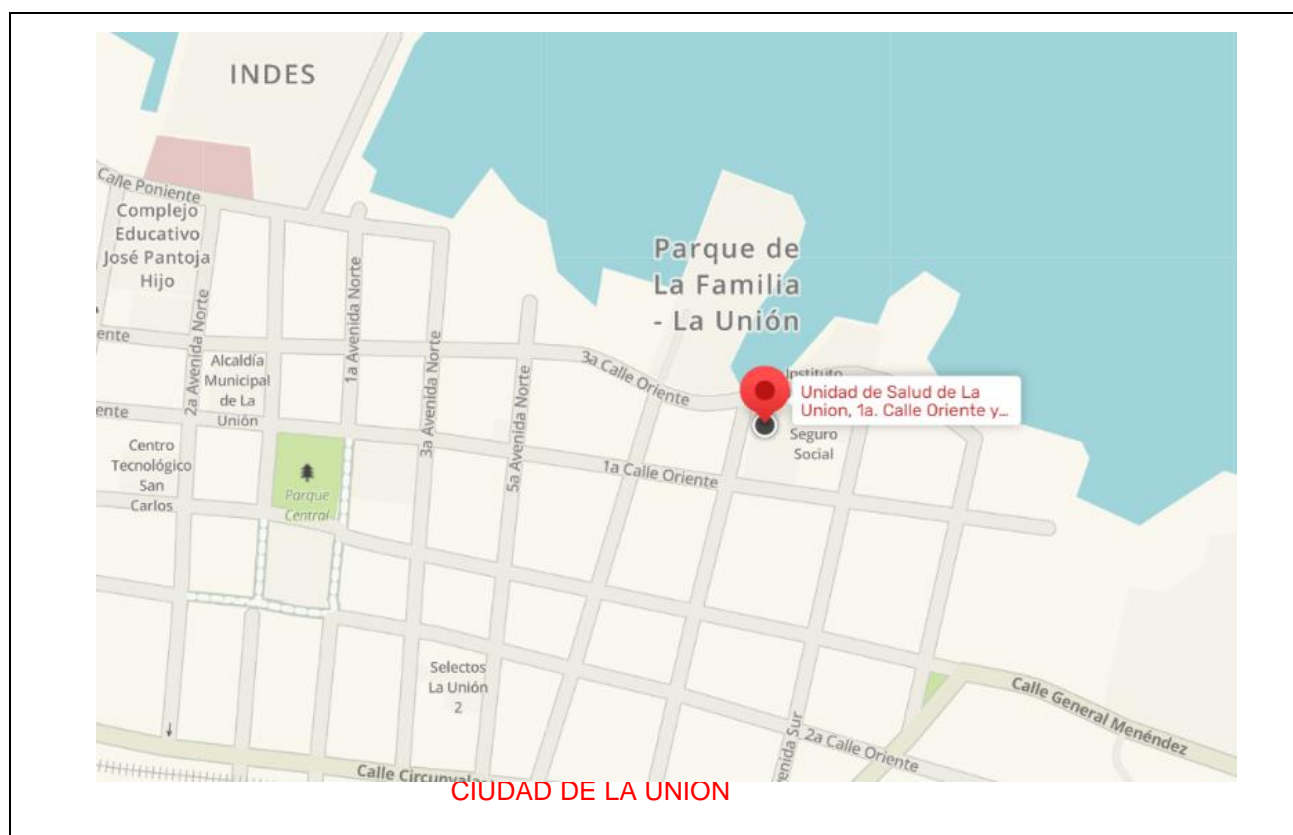 INDES
Calle Poniente
Complejo
Educativo
José Pantoja
Hijo
Parque de
La Familia
- La Unión
2a Avenida Norte
1a Avenida Norte
3a Avenida Norte
5a Avenida Norte
ente
Alcaldía
Municipal
de La
Unión
3a Calle Oriente
Instituto
Unidad de Salud de La
Union, 1a. Calle Oriente y...
Seguro
Social
ente
Centro
Tecnológico
San
Carlos
Parque
Central
1a Calle Oriente
Selectos
La Unión
2
Calle General Menéndez
2a Calle Oriente
enida Sur
Calle Circunvala
CIUDAD DE LA UNION